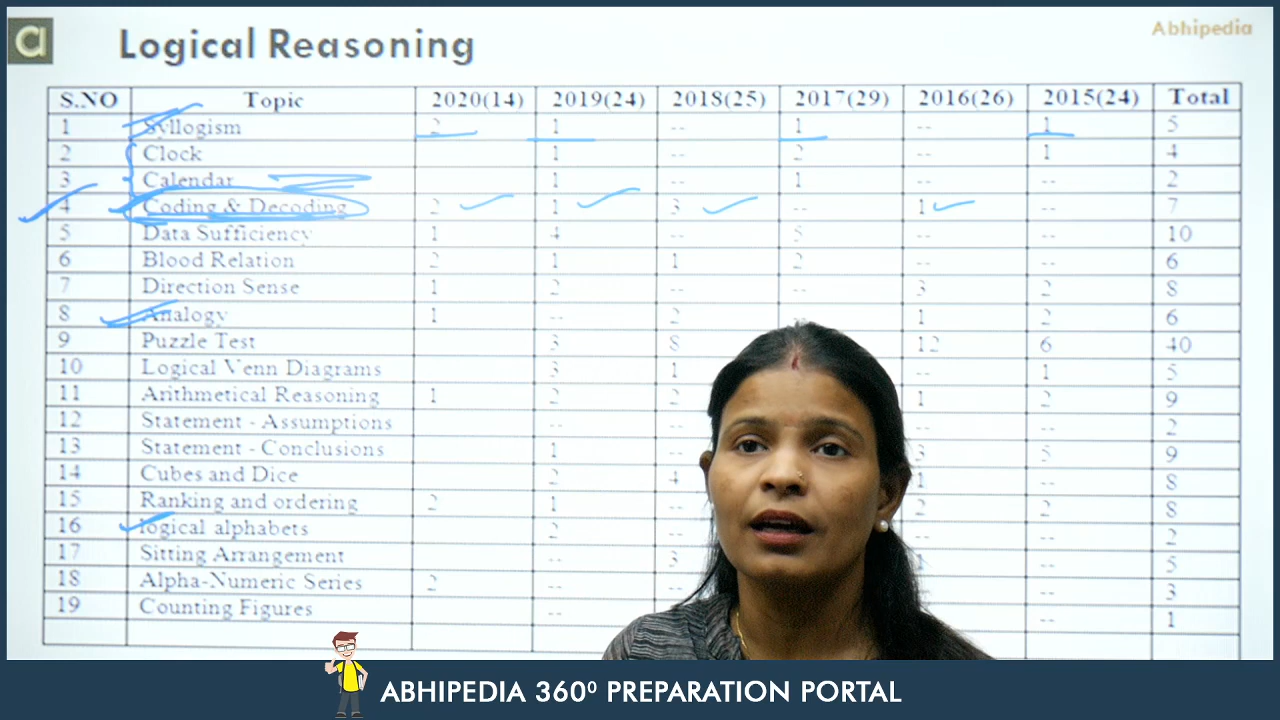 a
Logical Reasoning
Abhipedia
S.NO Topic 2020(14) 2019(24) 2018(25) 2017(29) 2016(26) 2015(24) Total
1 Syllogism 2 1 -- 1 -- 1 5
2 Clock 1 -- 2 -- 1 4
3 Calendar 1 -- 1 -- -- 2
4 Coding & Decoding 2 1 3 -- 1 -- 7
5 Data Sufficiency 1 4 -- 5 -- -- 10
6 Blood Relation 2 1 1 2 -- -- 6
7 Direction Sense 1 2 -- -- 3 2 8
8 Analogy 1 -- 2 1 2 6
9 Puzzle Test 3 8 12 6 40
10 Logical Venn Diagrams 3 1 -- 1 5
11 Arithmetical Reasoning 1 2 2 1 2 9
12 Statement - Assumptions -- -- -- -- 2
13 Statement - Conclusions 1 -- 3 5 9
14 Cubes and Dice 2 4 1 -- 8
15 Ranking and ordering 2 1 -- 2 2 8
16 logical alphabets 2 -- -- -- 2
17 Sitting Arrangement -- 3 1 -- 5
18 Alpha-Numeric Series 2 -- -- -- 3
19 Counting Figures -- -- 1
ABHIPEDIA 360⁰ PREPARATION PORTAL